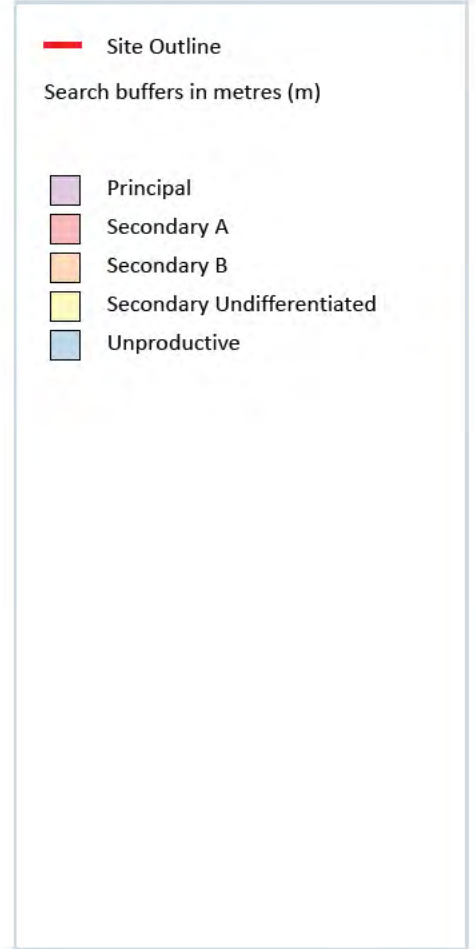 Site Outline
Search buffers in metres (m)
Principal
Secondary A
Secondary B
Secondary Undifferentiated
Unproductive